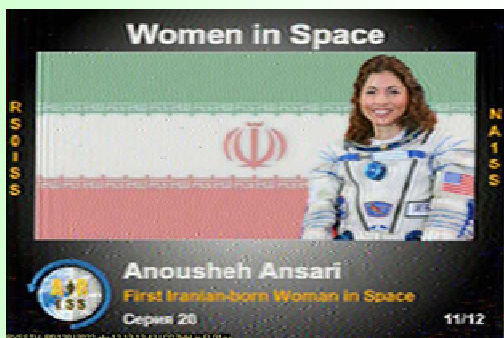 Women in Space
RS0ISS
NA1SS
Anousheh Ansari
First Iranian-born Woman in Space
Серия 20
11/12